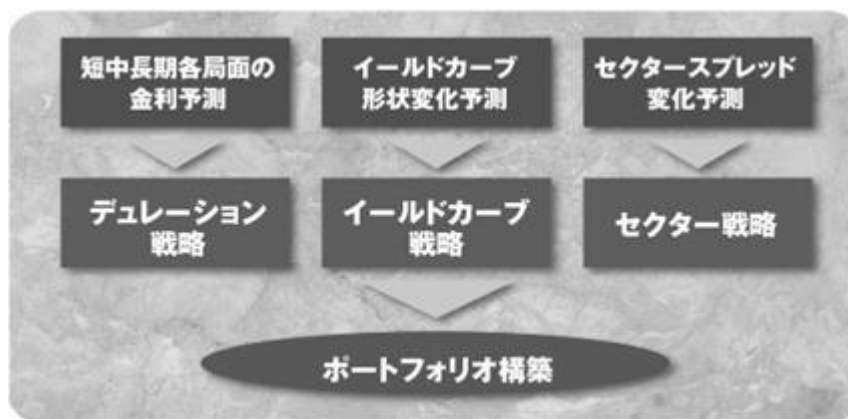 短中長期各局面の
金利予測
イールドカーブ
形状変化予測
セクタースプレッド
変化予測
デュレーション
戦略
イールドカーブ
戦略
セクター戦略
ポートフォリオ構築